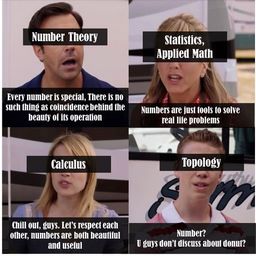 Number Theory
Every number is special, There is no
such thing as coincidence behind the
beauty of its operation
Statistics,
Applied Math
Numbers are just tools to solve
real life problems
Calculus
Chill out, guys. Let's respect each
other, numbers are both beautiful
and useful
Topology
Number?
U guys don't discuss about donut?